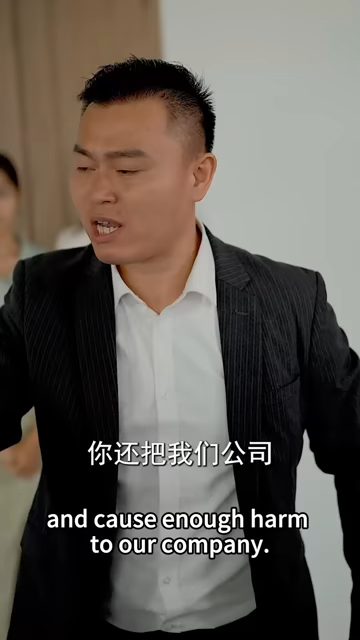 你还把我们公司
and cause enough harm
to our company.